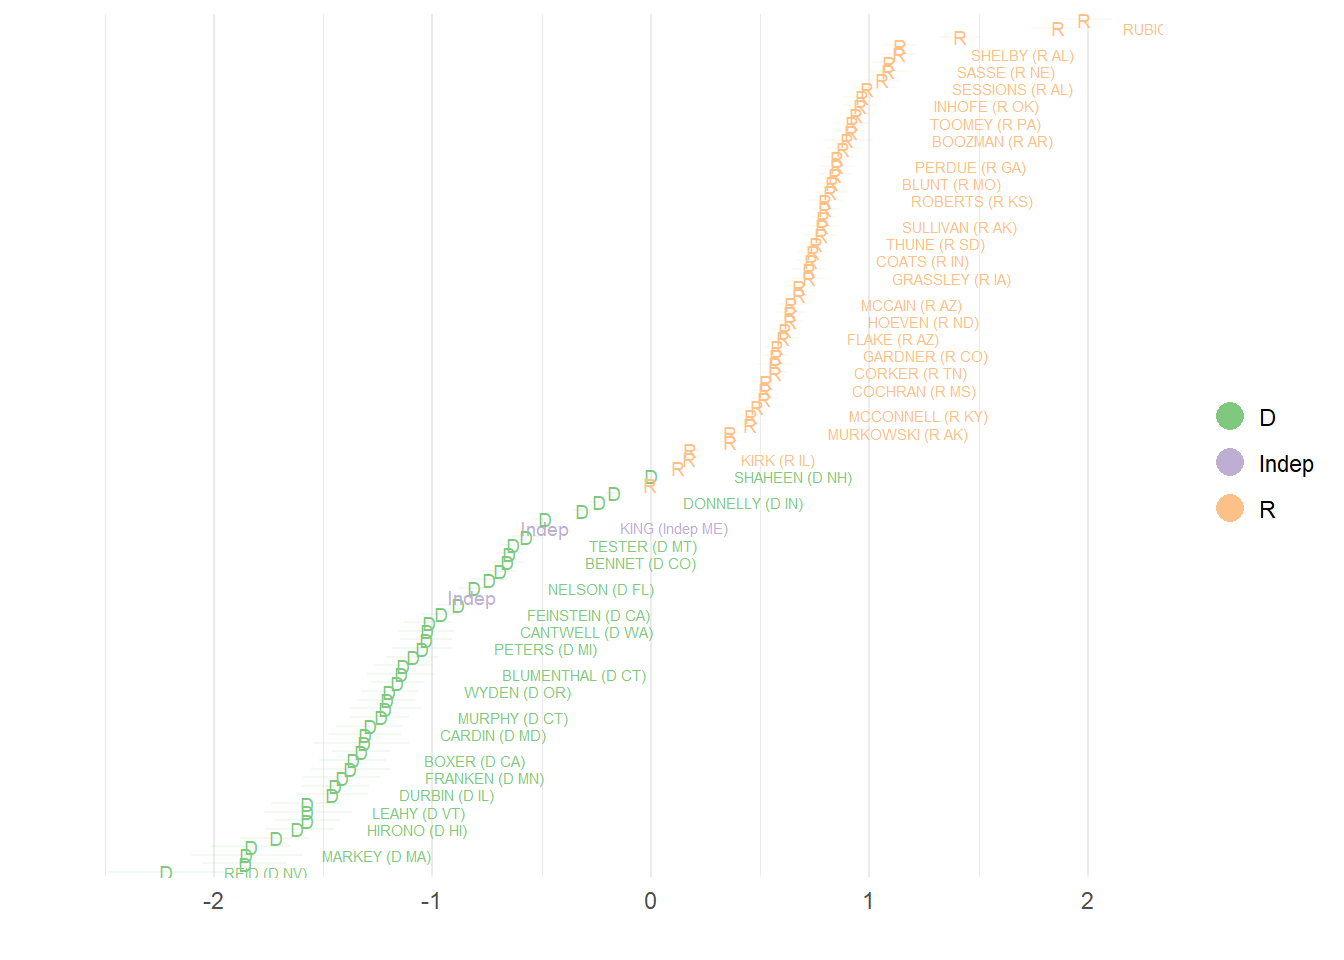 RUBIO
SHELBY (R AL)
SASSE (R NE)
SESSIONS (R AL)
INHOFE (R OK)
TOOMEY (R PA)
BOOZMAN (R AR)
PERDUE (R GA)
BLUNT (R MO)
ROBERTS (R KS)
SULLIVAN (R AK)
THUNE (R SD)
COATS (R IN)
GRASSLEY (R IA)
MCCAIN (R AZ)
HOEVEN (R ND)
FLAKE (R AZ)
GARDNER (R CO)
CORKER (R TN)
COCHRAN (R MS)
MCCONNELL (R KY)
MURKOWSKI (R AK)
KIRK (R IL)
SHAHEEN (D NH)
DONNELLY (D IN)
Indep KING (Indep ME)
TESTER (D MT)
BENNET (D CO)
NELSON (D FL)
Indep
FEINSTEIN (D CA)
CANTWELL (D WA)
PETERS (D MI)
BLUMENTHAL (D CT)
WYDEN (D OR)
MURPHY (D CT)
CARDIN (D MD)
BOXER (D CA)
FRANKEN (D MN)
DURBIN (D IL)
LEAHY (D VT)
HIRONO (D HI)
MARKEY (D MA)
REID (D NV)
-2 -1 0 1 2
D
Indep
R